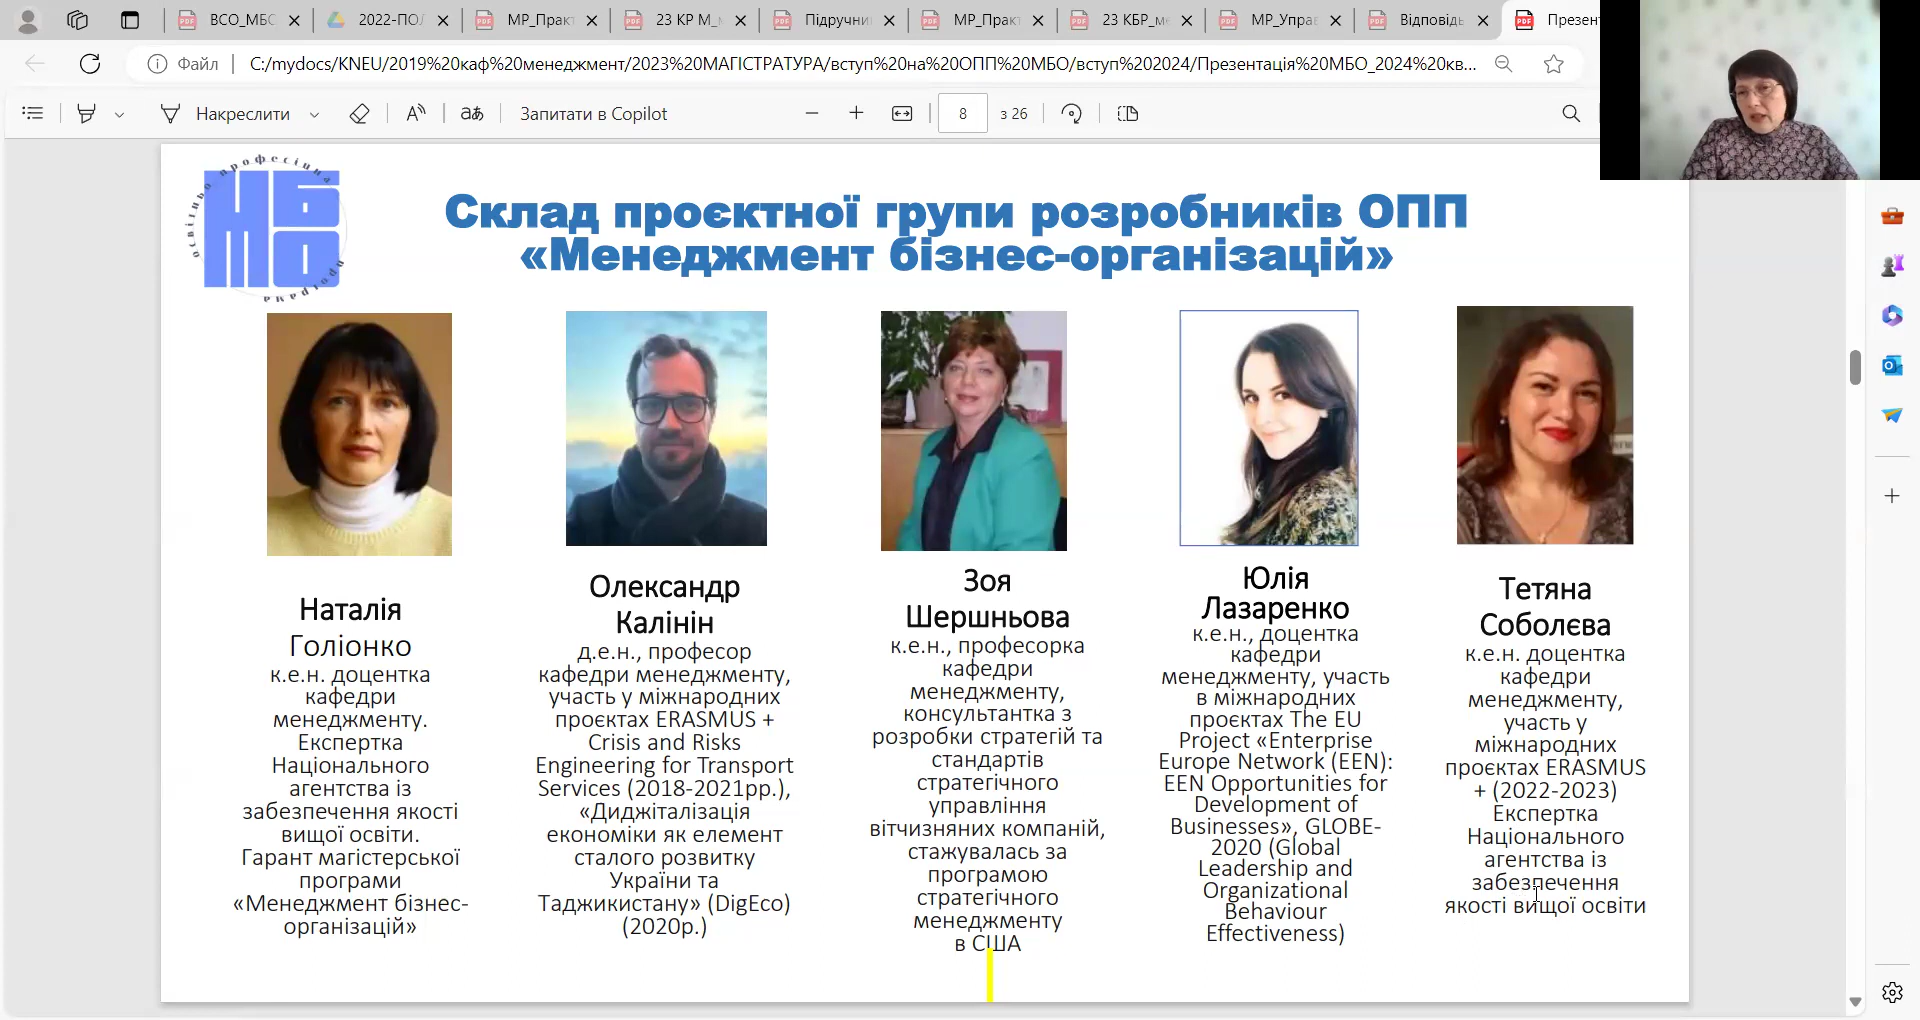 ВСО_МБС
2022-ПОЛ
МР_Практ
23 КР М_м
Підручни
МР_Практ
23 КБР_ме
МР_Упра
Відповідь
Презен
Файл
C:/mydocs/KNEU/2019%20каф%20менеджмент/2023%20МАГІСТРАТУРА/вступ%20на%20ОПП%20МБО/вступ%202024/Презентація%20МБО_2024%20кв...
Накреслити
Запитати в Copilot
8
з 26
освітньо професійна
МБО
програма
Склад проєктної групи розробників ОПП
«Менеджмент бізнес-організацій»
Наталія
Голіонко
к.е.н. доцентка
кафедри
менеджменту.
Експертка
Національного
агентства із
забезпечення якості
вищої освіти.
Гарант магістерської
програми
«Менеджмент бізнес-
організацій»
Олександр
Калінін
д.е.н., професор
кафедри менеджменту,
участь у міжнародних
проєктах ERASMUS +
Crisis and Risks
Engineering for Transport
Services (2018-2021рр.),
«Диджіталізація
економіки як елемент
сталого розвитку
України та
Таджикистану» (DigEco)
(2020р.)
Зоя
Шершньова
к.е.н., професорка
кафедри
менеджменту,
консультантка з
розробки стратегій та
стандартів
стратегічного
управління
вітчизняних компаній,
стажувалась за
програмою
стратегічного
менеджменту
в США
Юлія
Лазаренко
к.е.н., доцентка
кафедри
менеджменту, участь
в міжнародних
проєктах The EU
Project «Enterprise
Europe Network (EEN):
EEN Opportunities for
Development of
Businesses», GLOBE-
2020 (Global
Leadership and
Organizational
Behaviour
Effectiveness)
Тетяна
Соболєва
к.е.н. доцентка
кафедри
менеджменту,
участь у
міжнародних
проєктах ERASMUS
+ (2022-2023)
Експертка
Національного
агентства із
забезпечення
якості вищої освіти